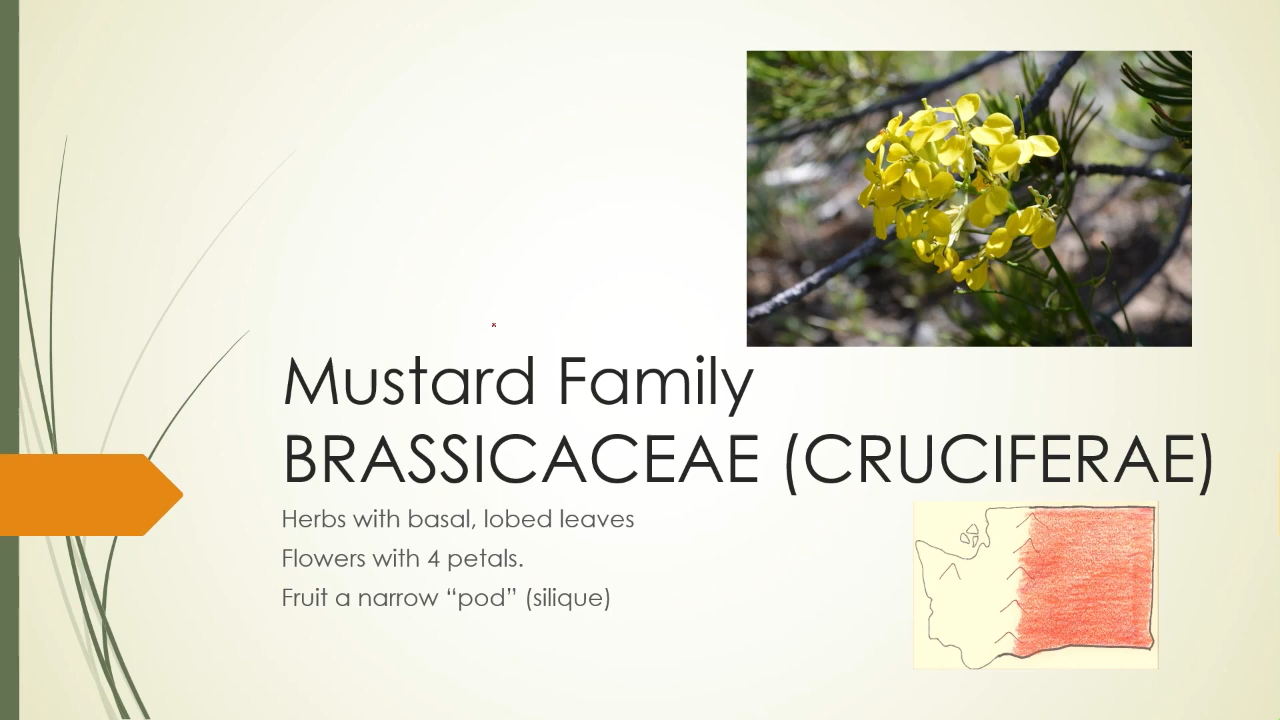 Mustard Family
BRASSICACEAE (CRUCIFERAE)
Herbs with basal, lobed leaves
Flowers with 4 petals.
Fruit a narrow “pod” (silique)